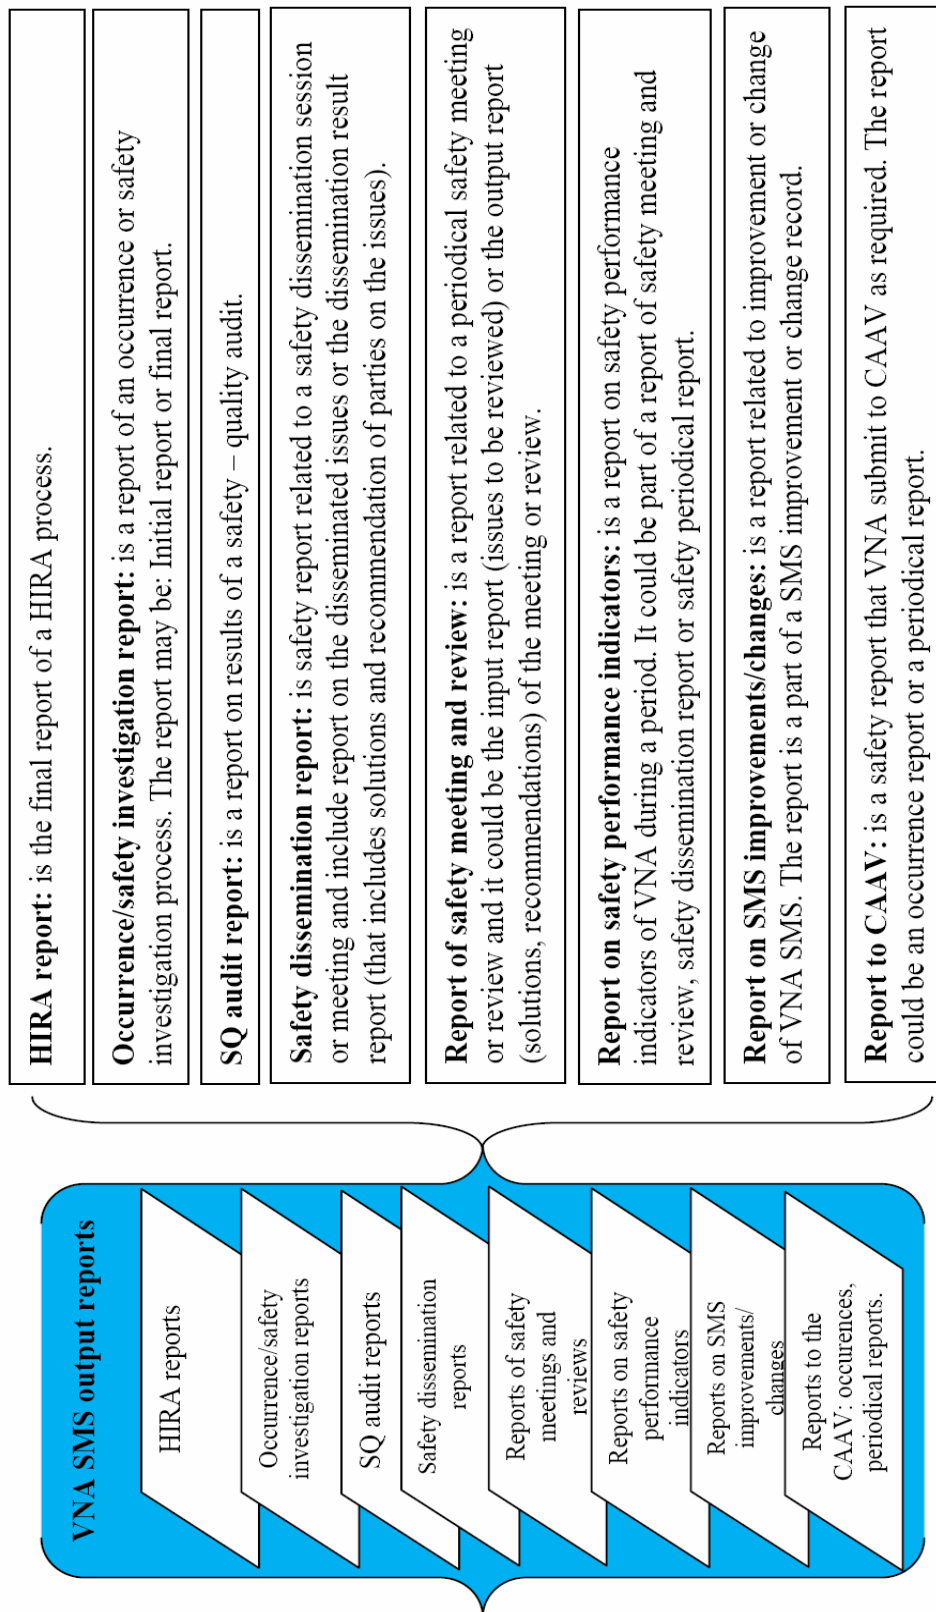 VNA SMS output reports
HIRA reports
Occurrence/safety
investigation reports
SQ audit reports
Safety dissemination
reports
Reports of safety
meetings and
reviews
Reports on safety
performance
indicators
Reports on SMS
improvements/
changes
Reports to the
CAAV: occurences,
periodical reports.
HIRA report: is the final report of a HIRA process.
Occurrence/safety investigation report: is a report of an occurrence or safety
investigation process. The report may be: Initial report or final report.
SQ audit report: is a report on results of a safety – quality audit.
Safety dissemination report: is safety report related to a safety dissemination session
or meeting and include report on the disseminated issues or the dissemination result
report (that includes solutions and recommendation of parties on the issues).
Report of safety meeting and review: is a report related to a periodical safety meeting
or review and it could be the input report (issues to be reviewed) or the output report
(solutions, recommendations) of the meeting or review.
Report on safety performance indicators: is a report on safety performance
indicators of VNA during a period. It could be part of a report of safety meeting and
review, safety dissemination report or safety periodical report.
Report on SMS improvements/changes: is a report related to improvement or change
of VNA SMS. The report is a part of a SMS improvement or change record.
Report to CAAV: is a safety report that VNA submit to CAAV as required. The report
could be an occurrence report or a periodical report.